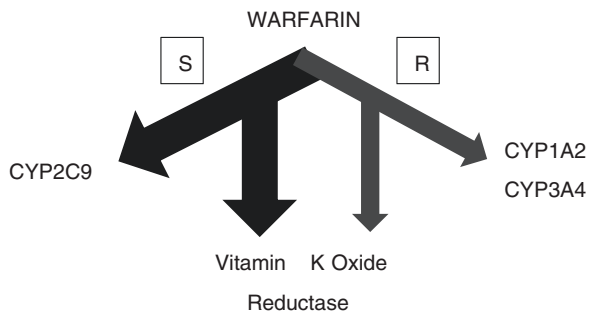 WARFARIN
S
R
CYP2C9
CYP1A2
CYP3A4
Vitamin K Oxide
Reductase